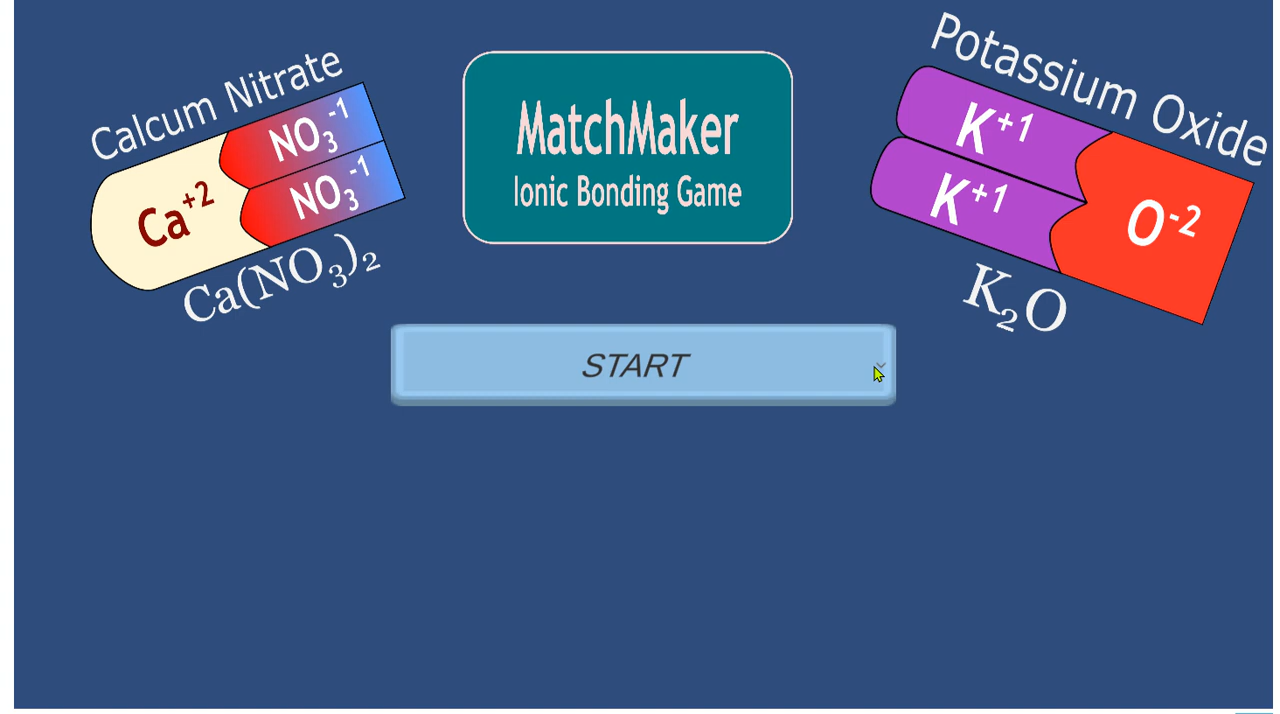 Calcum Nitrate
NO₃⁻¹
NO₃⁻¹
Ca⁺²
Ca(NO₃)₂
MatchMaker
Ionic Bonding Game
Potassium Oxide
K⁺¹
K⁺¹
O⁻²
K₂O
START